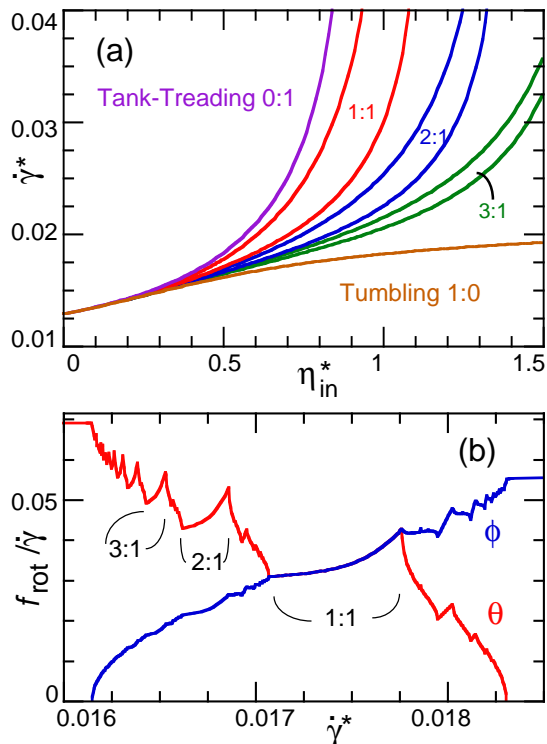 0.04
(a)
Tank-Treading 0:1
1:1
0.03
2:1
γ̇*
3:1
0.02
Tumbling 1:0
0.01
0
0.5
1
1.5
η*in
(b)
0.05
ϕ
3:1
2:1
frot/γ̇
1:1
θ
0
0.016
0.017
0.018
γ̇*